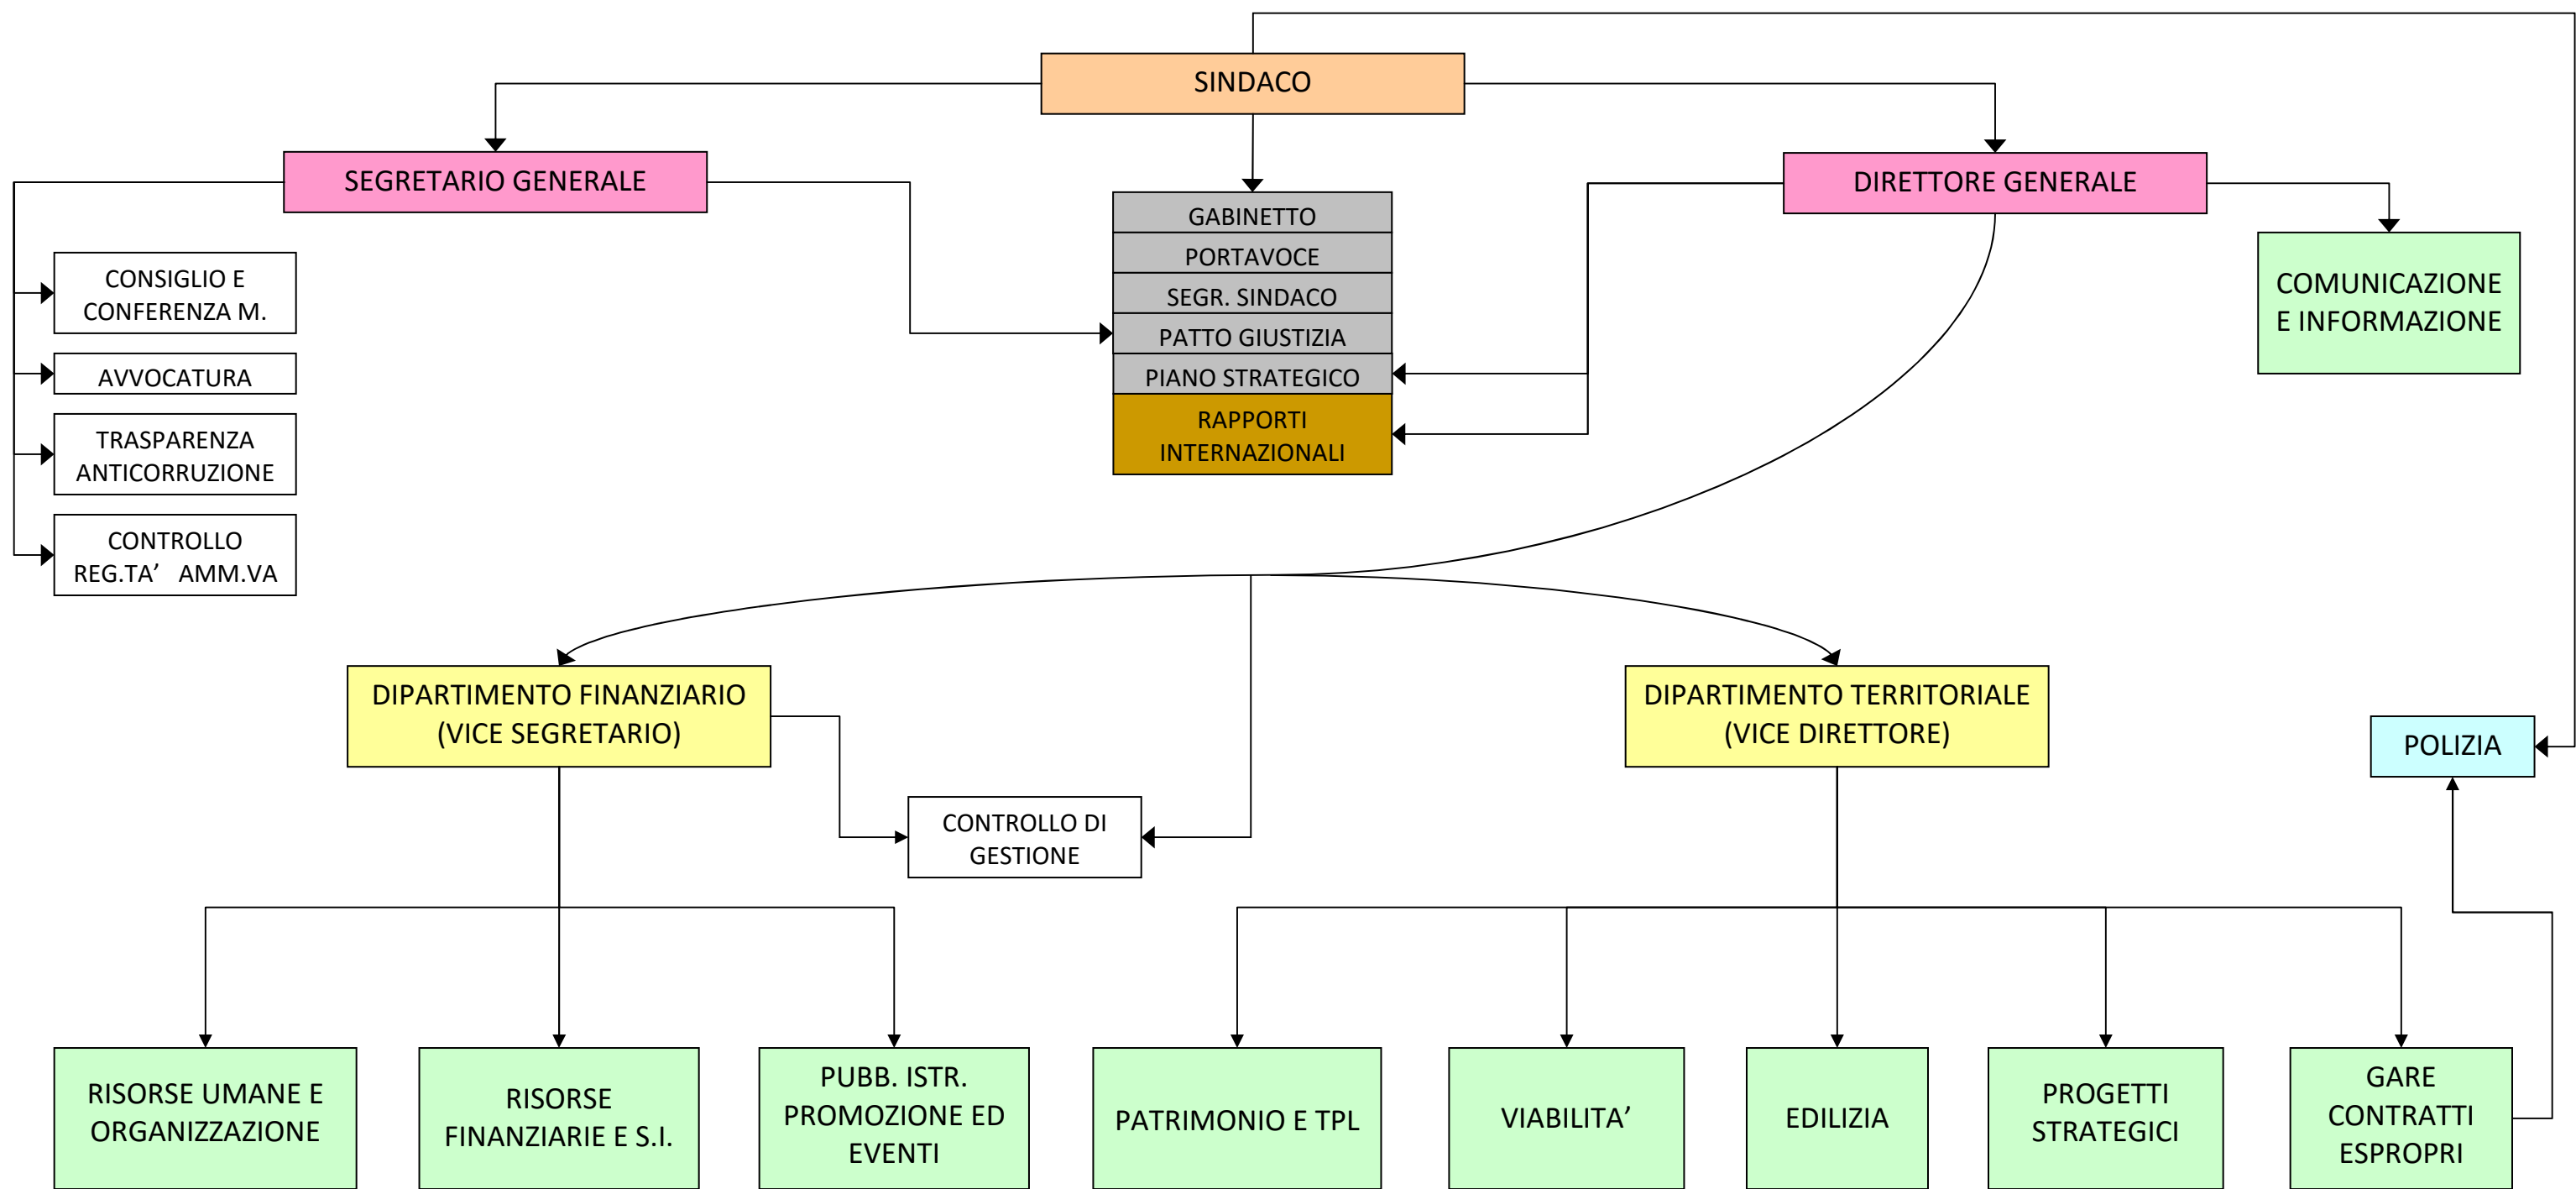 SINDACO
SEGRETARIO GENERALE
DIRETTORE GENERALE
GABINETTO
PORTAVOCE
SEGR. SINDACO
PATTO GIUSTIZIA
PIANO STRATEGICO
RAPPORTI
INTERNAZIONALI
COMUNICAZIONE
E INFORMAZIONE
CONSIGLIO E
CONFERENZA M.
AVVOCATURA
TRASPARENZA
ANTICORRUZIONE
CONTROLLO
REG.TA’ AMM.VA
DIPARTIMENTO FINANZIARIO
(VICE SEGRETARIO)
DIPARTIMENTO TERRITORIALE
(VICE DIRETTORE)
POLIZIA
CONTROLLO DI
GESTIONE
RISORSE UMANE E
ORGANIZZAZIONE
RISORSE
FINANZIARIE E S.I.
PUBB. ISTR.
PROMOZIONE ED
EVENTI
PATRIMONIO E TPL
VIABILITA’
EDILIZIA
PROGETTI
STRATEGICI
GARE
CONTRATTI
ESPROPRI